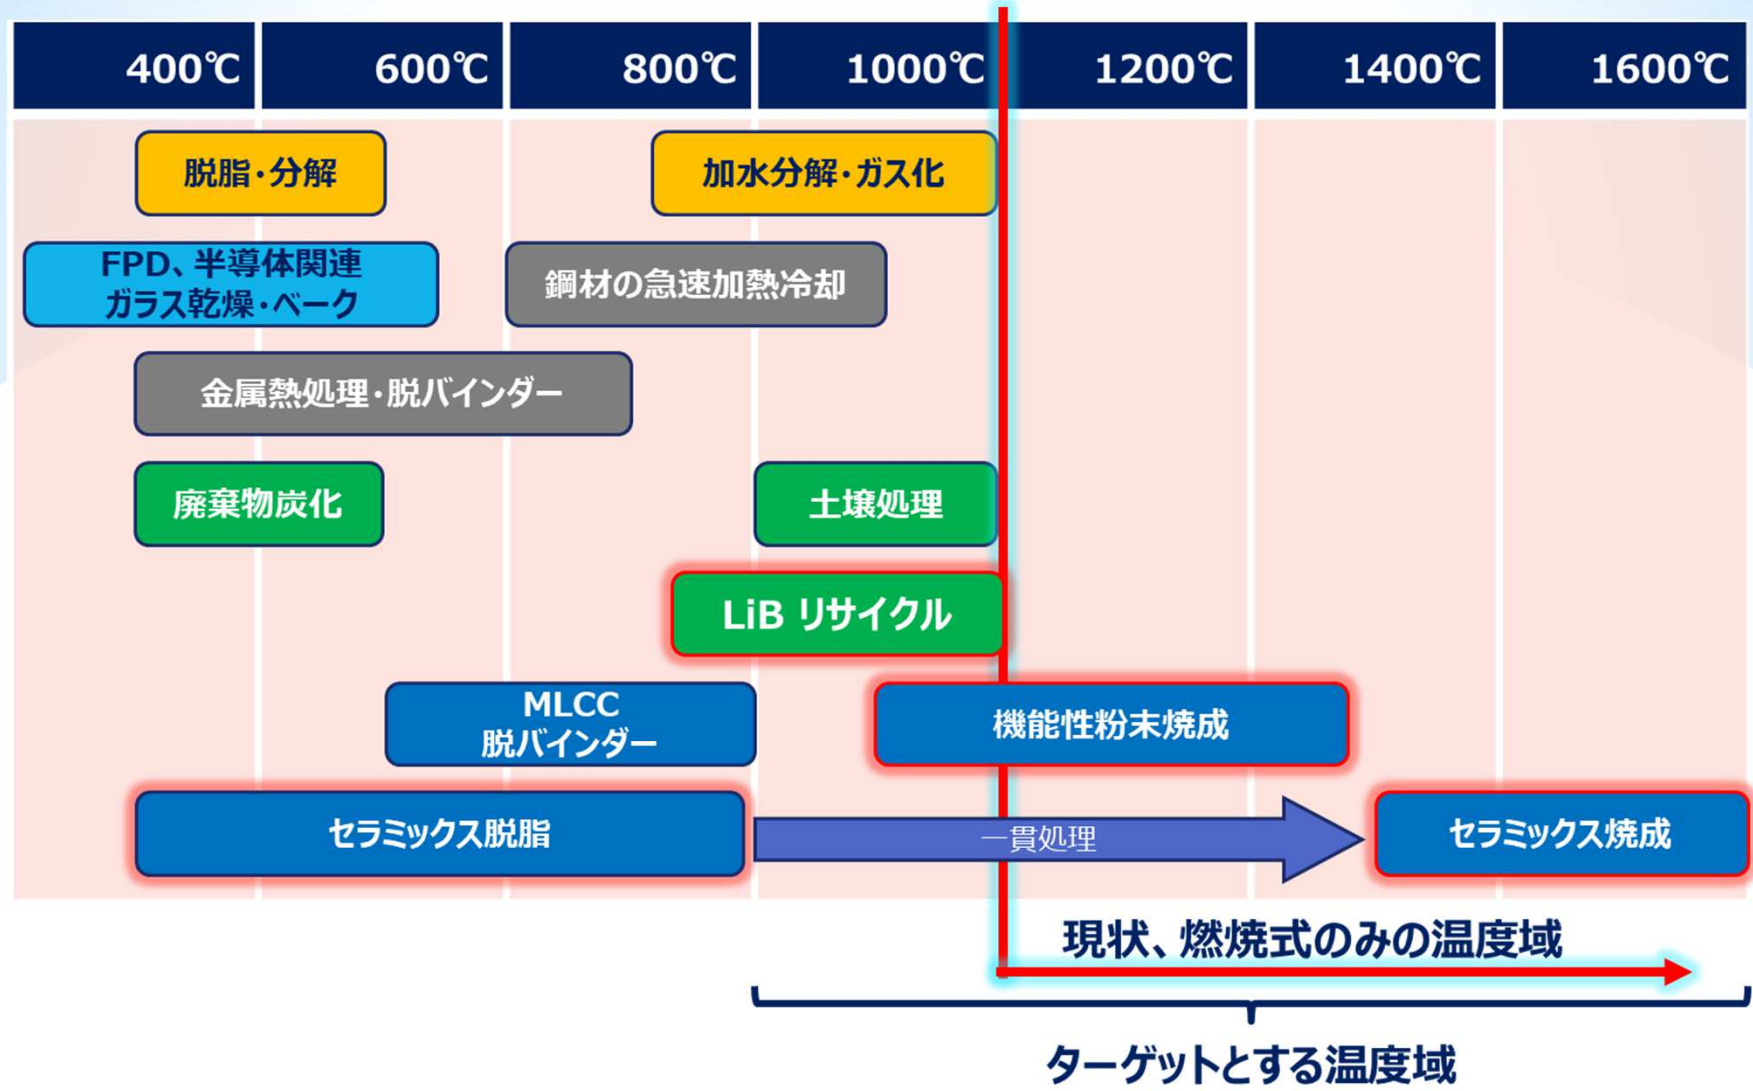 400℃ 600℃ 800℃ 1000℃ 1200℃ 1400℃ 1600℃
脱脂・分解
加水分解・ガス化
FPD、半導体関連
ガラス乾燥・ベーク
鋼材の急速加熱冷却
金属熱処理・脱バインダー
廃棄物炭化
土壌処理
LiB リサイクル
MLCC
脱バインダー
機能性粉末焼成
セラミックス脱脂
一貫処理
セラミックス焼成
現状、燃焼式のみの温度域
ターゲットとする温度域